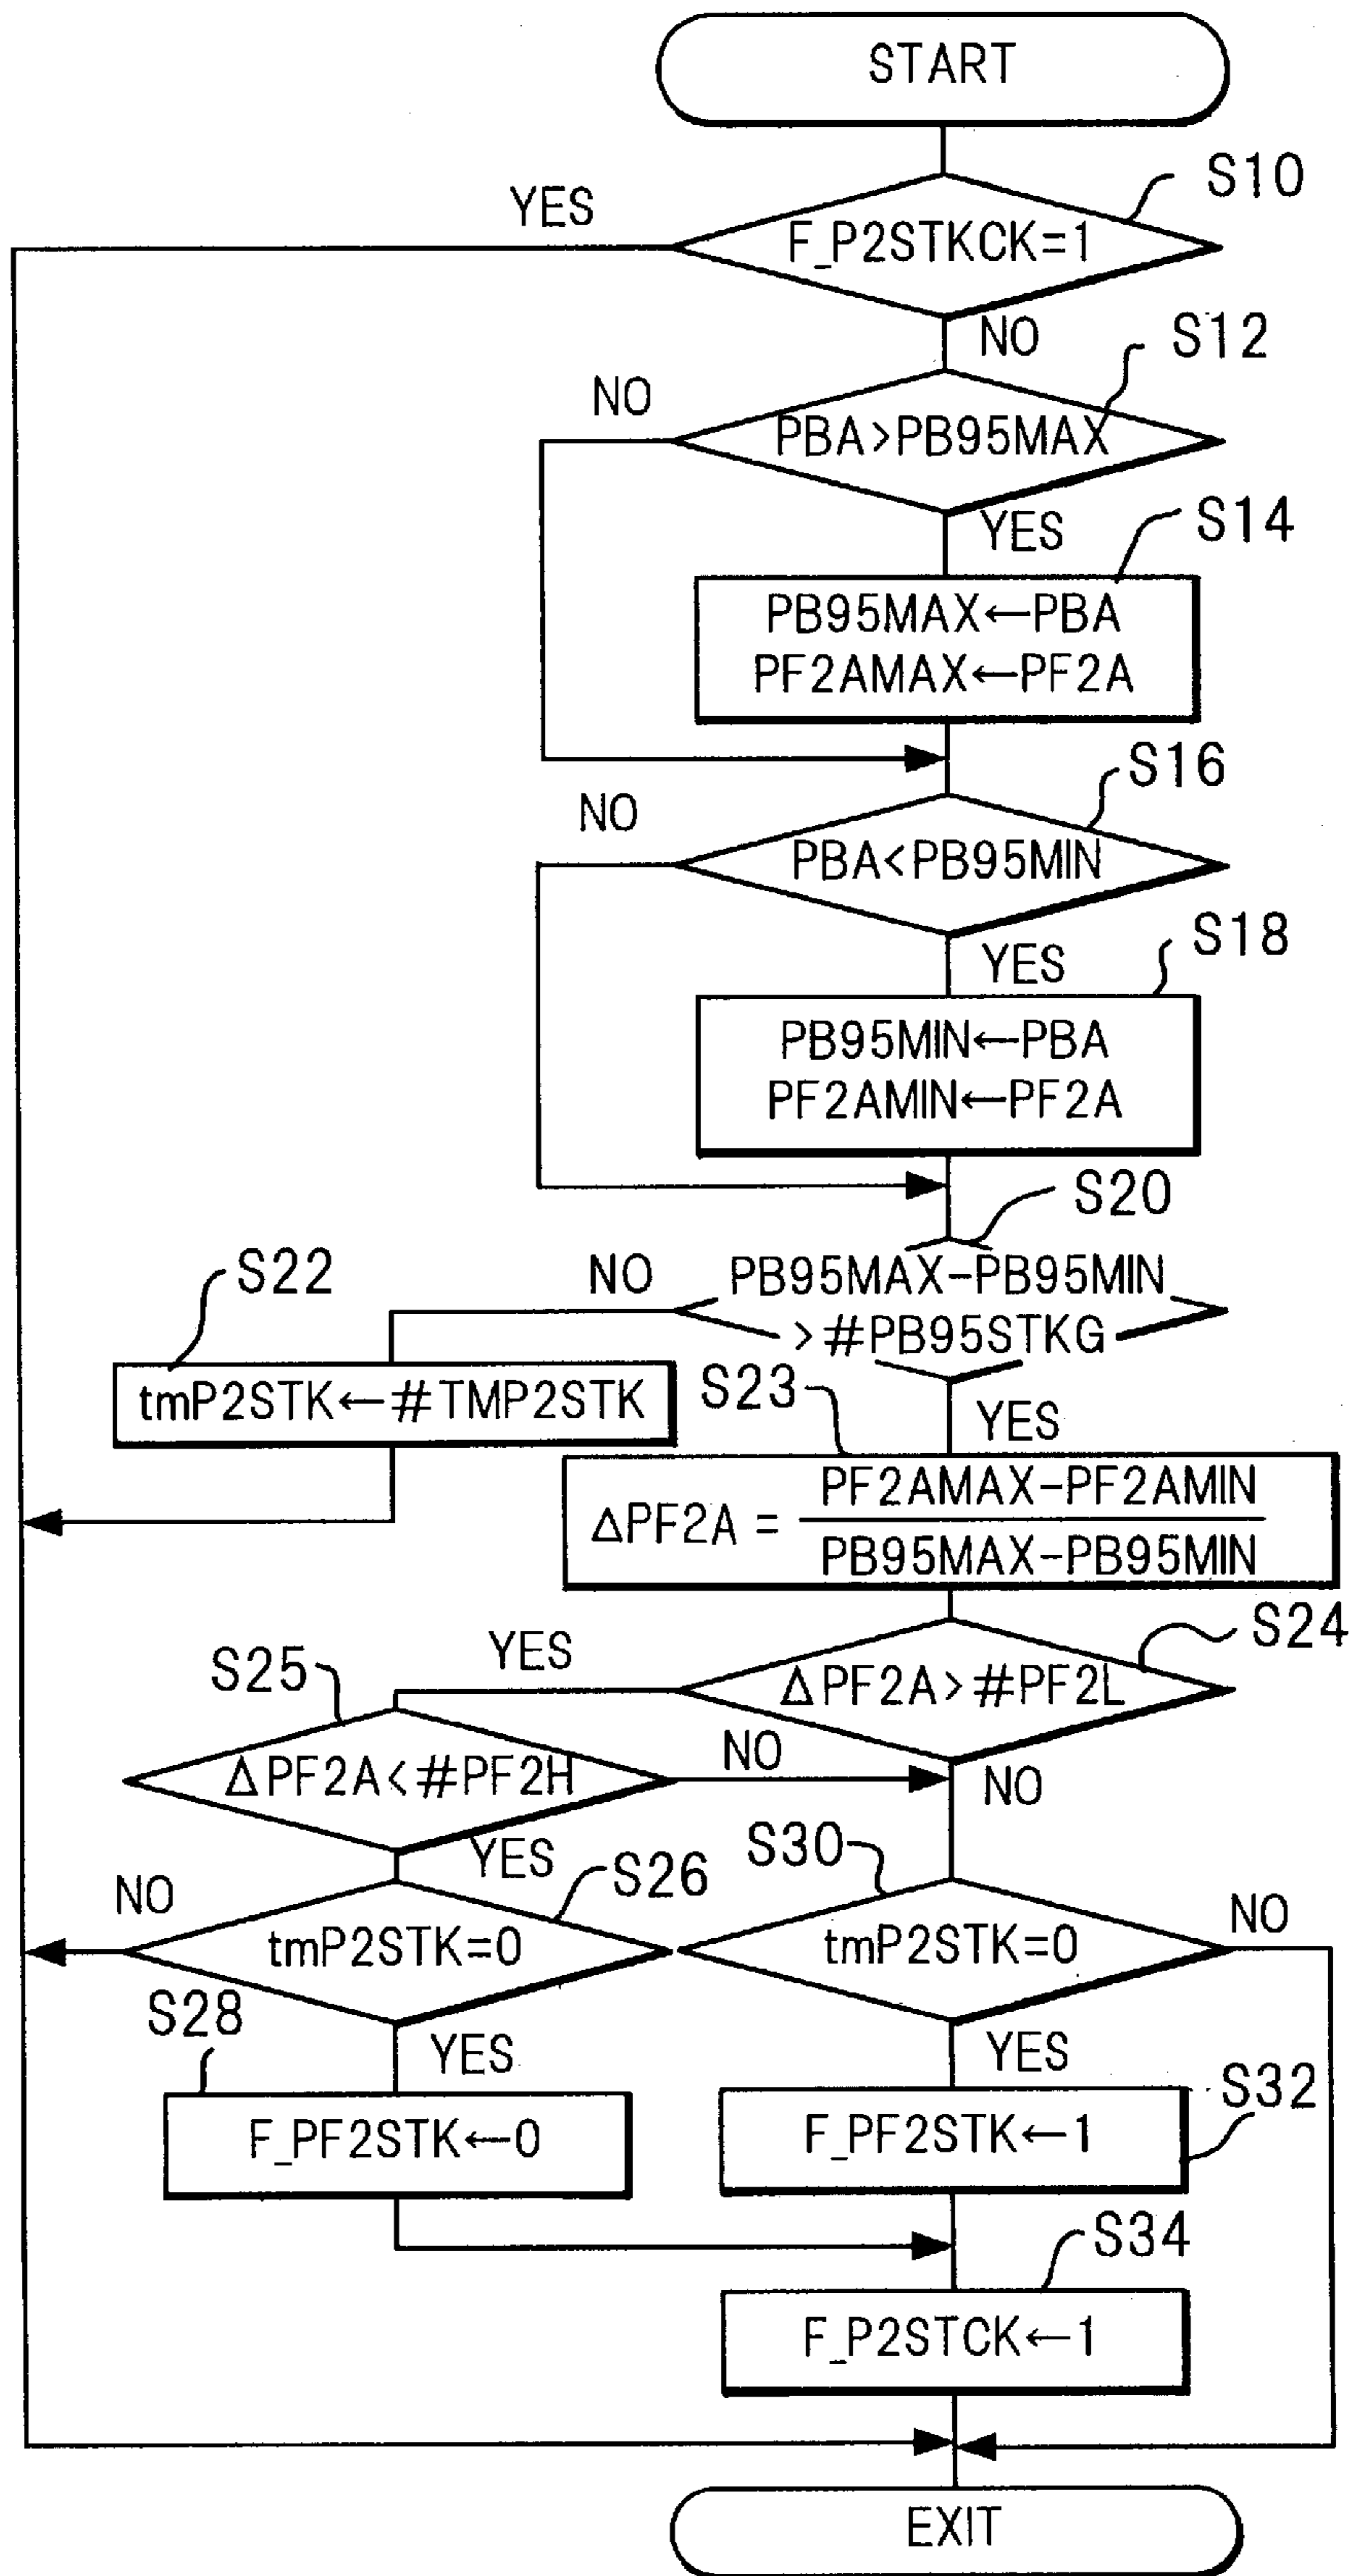 START
S10
YES
F_P2STKCK=1
NO
S12
NO
PBA>PB95MAX
YES
S14
PB95MAX←PBA
PF2AMAX←PF2A
S16
NO
PBA<PB95MIN
YES
S18
PB95MIN←PBA
PF2AMIN←PF2A
S20
S22
NO
PB95MAX-PB95MIN
>#PB95STKG
tmP2STK←#TMP2STK
S23
YES
PF2AMAX-PF2AMIN
ΔPF2A =
PB95MAX-PB95MIN
S24
YES
S25
ΔPF2A>#PF2L
ΔPF2A<#PF2H
NO
NO
YES
S30
S26
NO
NO
tmP2STK=0
tmP2STK=0
S28
YES
YES
S32
F_PF2STK←0
F_PF2STK←1
S34
F_P2STCK←1
EXIT